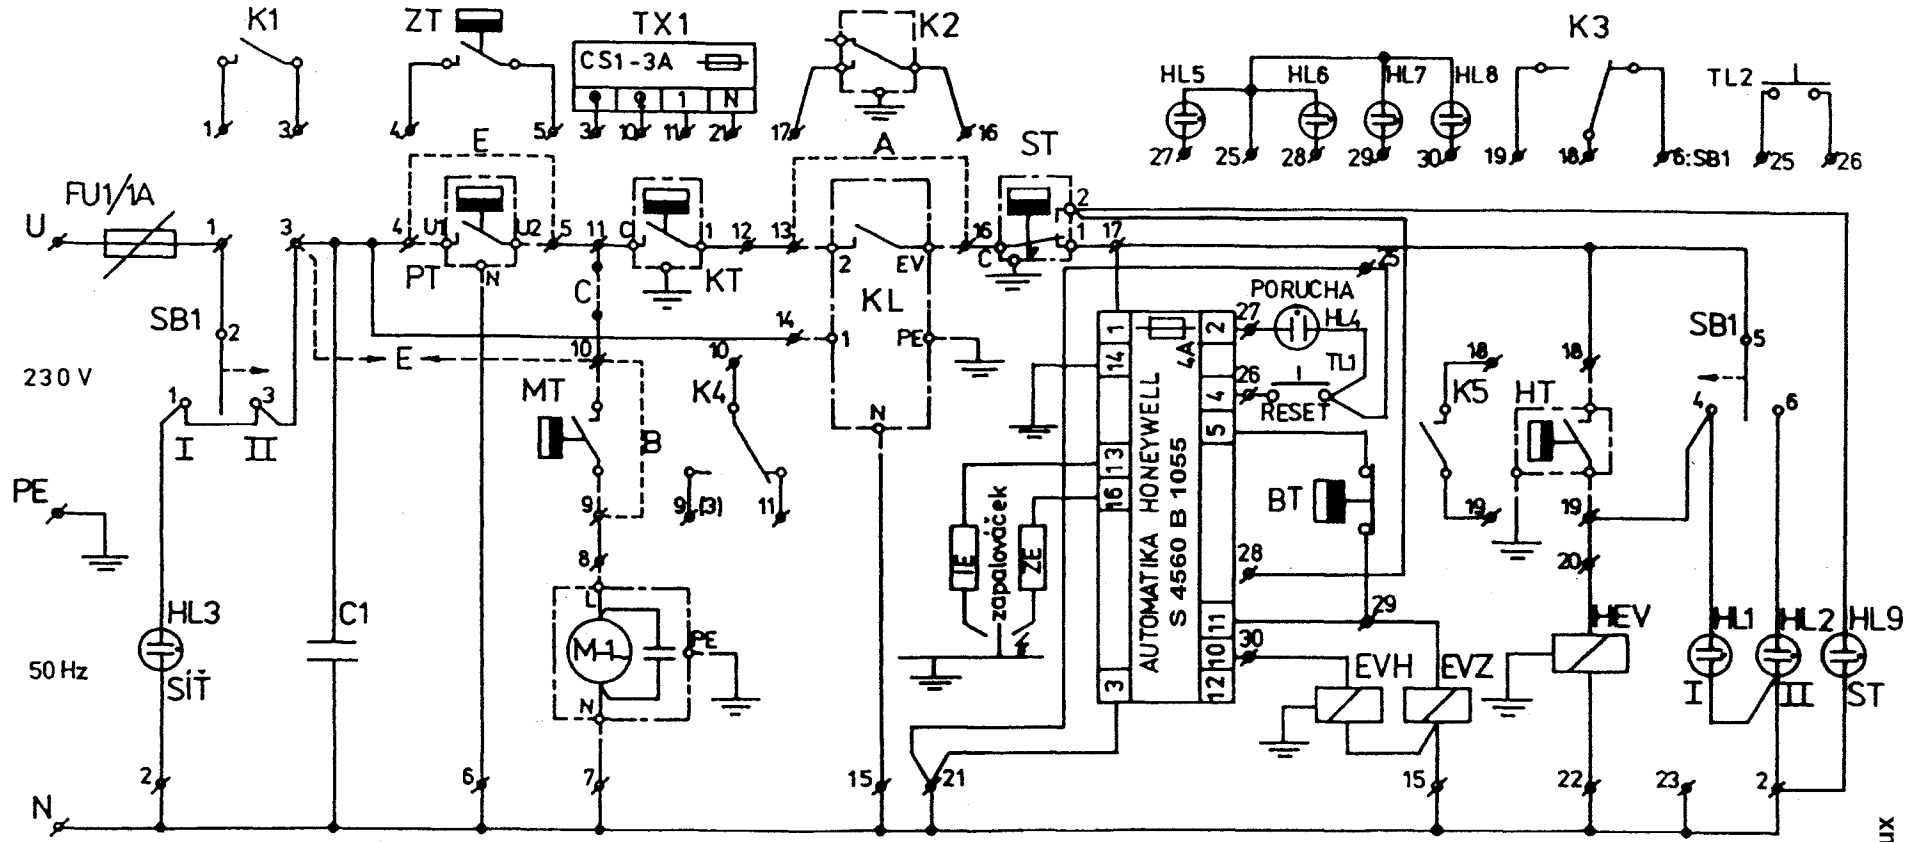 K1
ZT
TX1
K2
K3
CS1-3A
1 N
HL5 HL6 HL7 HL8
TL2
1 3
4 5
3 10 11 21
17 16
27 25 28 29 30
19 18 6:SB1
25 26
E
A
ST
FU1/1A
U
1 3 4 U1 U2 5 11 C 1 12 13 2 EV 16 C 2 1 17
PT N
KT
C
KL
25
PORUCHA
27
HL4
SB1
2
14 1 PE
10
E
230V
1 3
I II
MT
10
K4
B
N
9
9(3) 11
PE
8
1
14
13
16
3
AUTOMATIKA HONEYWELL
S 4560 B 1055
4A
2
4
5
11
10
12
TL1
26
RESET
BT
28
29
30
IE
zapalováček
ZE
18
K5
19
18
HT
19
20
SB1
5
4 6
HL3
SÍŤ
C1
L
M~1
PE
N
50Hz
EVH EVZ
HEV
HL1 HL2 HL9
I II ST
2 6 7 15 21 15 22 23 2
N
ux